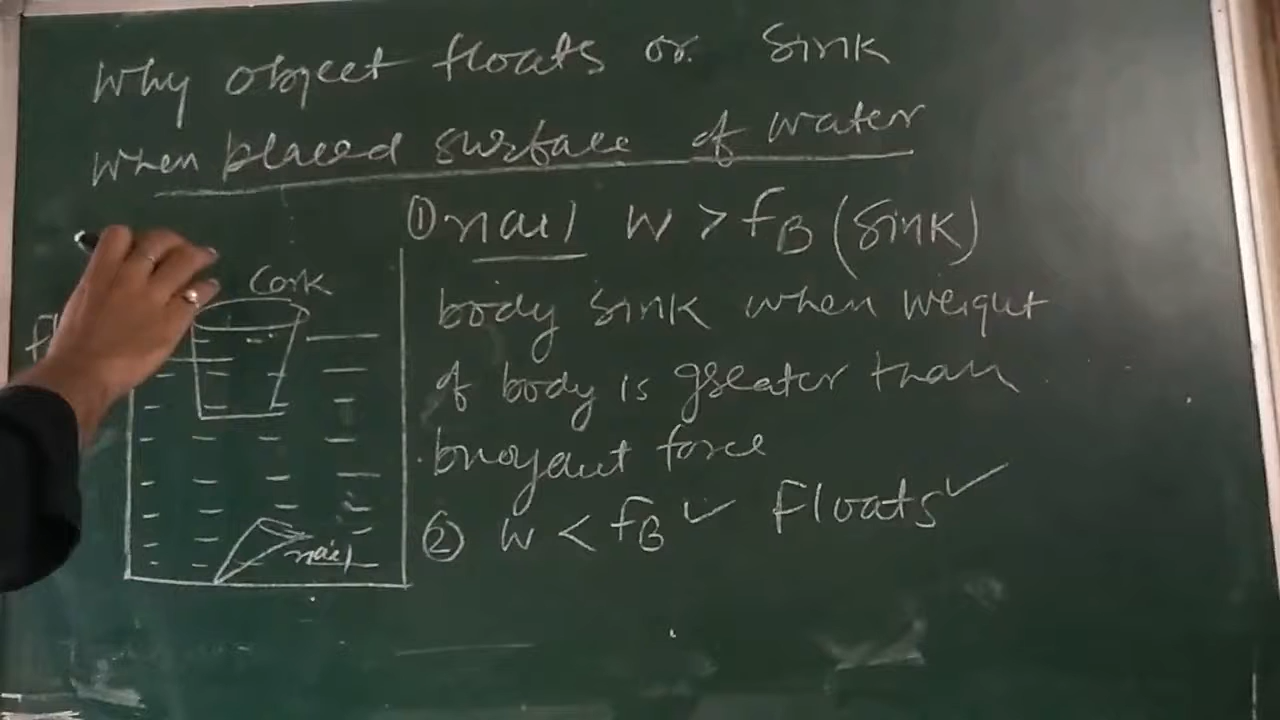 Why object floats or sink
when placed surface of water
① nail W > FB (Sink)
Cork
body sink when weight
of body is greater than
buoyant force
② W < FB ✓ Floats ✓
nail